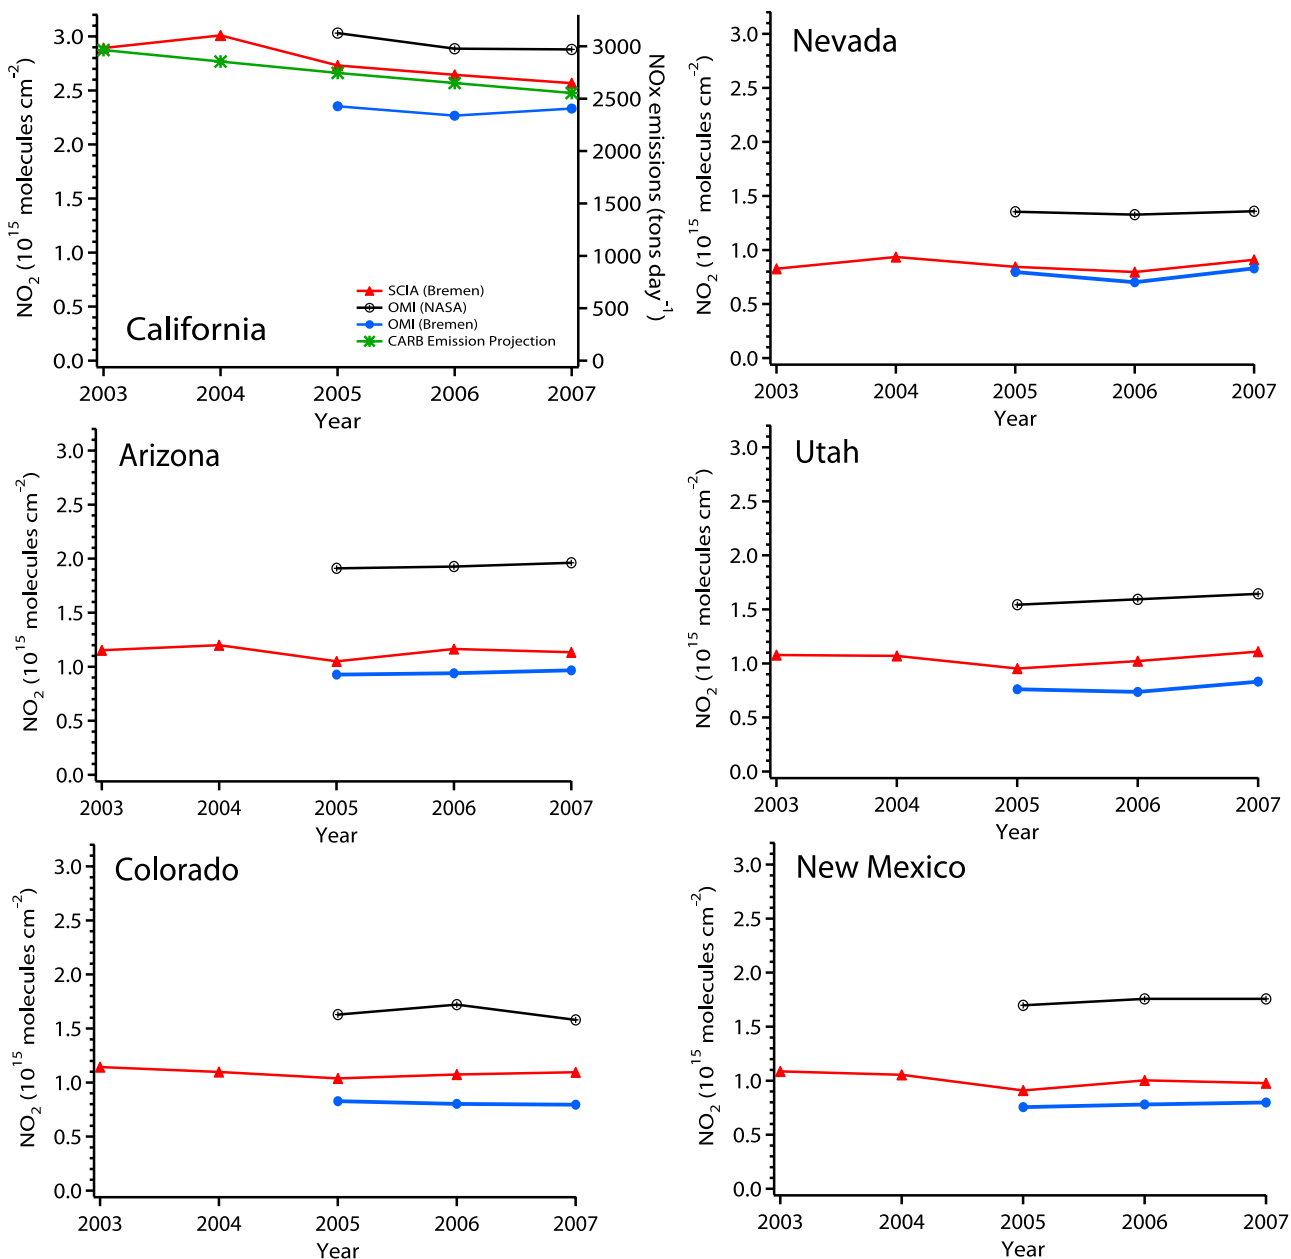 California
NO2 (10^15 molecules cm^-2)
3.0
2.5
2.0
1.5
1.0
0.5
0.0
NOx emissions (tons day^-1)
3000
2500
2000
1500
1000
500
0
SCIA (Bremen)
OMI (NASA)
OMI (Bremen)
CARB Emission Projection
2003 2004 2005 2006 2007
Year
Nevada
NO2 (10^15 molecules cm^-2)
3.0
2.5
2.0
1.5
1.0
0.5
0.0
2003 2004 2005 2006 2007
Year
Arizona
NO2 (10^15 molecules cm^-2)
3.0
2.5
2.0
1.5
1.0
0.5
0.0
2003 2004 2005 2006 2007
Year
Utah
NO2 (10^15 molecules cm^-2)
3.0
2.5
2.0
1.5
1.0
0.5
0.0
2003 2004 2005 2006 2007
Year
Colorado
NO2 (10^15 molecules cm^-2)
3.0
2.5
2.0
1.5
1.0
0.5
0.0
2003 2004 2005 2006 2007
Year
New Mexico
NO2 (10^15 molecules cm^-2)
3.0
2.5
2.0
1.5
1.0
0.5
0.0
2003 2004 2005 2006 2007
Year